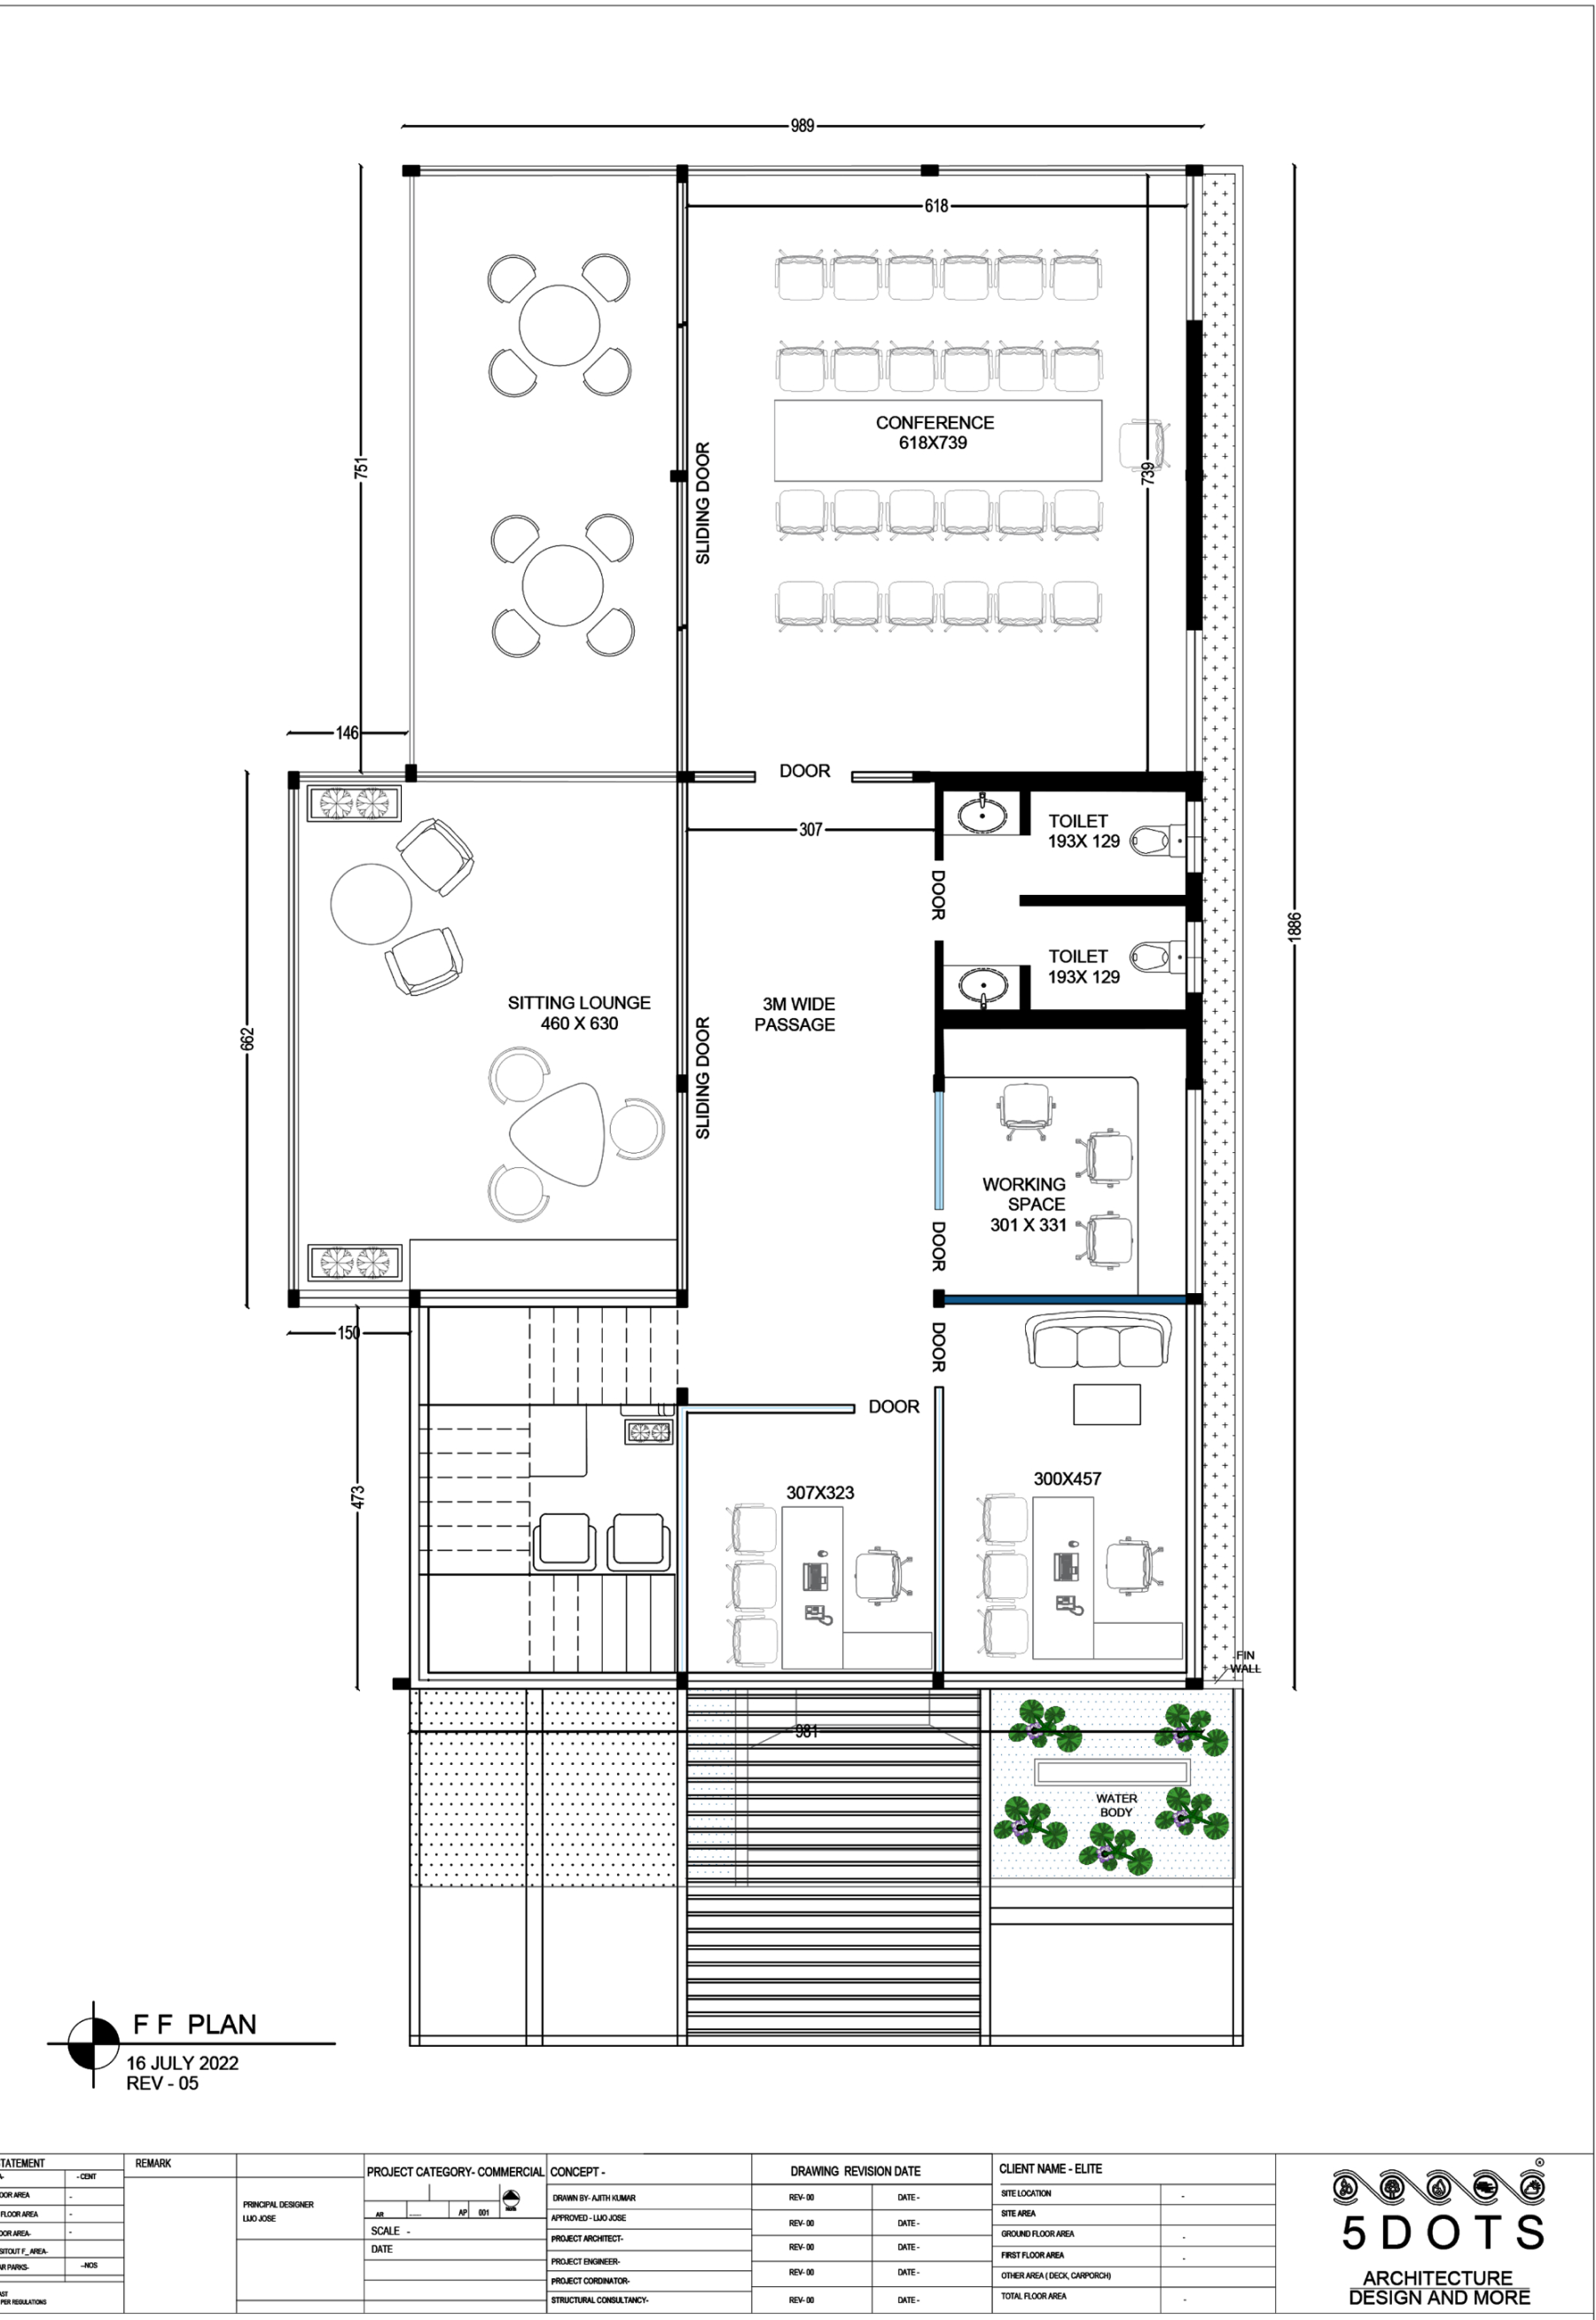 989
618
751
CONFERENCE
618X739
739
SLIDING DOOR
146
DOOR
307
TOILET
193X 129
DOOR
TOILET
193X 129
1886
SITTING LOUNGE
460 X 630
3M WIDE
PASSAGE
662
SLIDING DOOR
WORKING
SPACE
301 X 331
DOOR
150
DOOR
DOOR
473
307X323
300X457
FIN
WALL
981
WATER
BODY
F F PLAN
16 JULY 2022
REV - 05
TATEMENT
- CENT
OOR AREA
-
FLOOR AREA
-
OOR AREA-
-
SITOUT F_ AREA-
AR PARKS-
--NOS
AST
PER REGULATIONS
REMARK
PRINCIPAL DESIGNER
LIJO JOSE
PROJECT CATEGORY- COMMERCIAL
AR
AP
001
SCALE -
DATE
CONCEPT -
DRAWN BY- AJITH KUMAR
APPROVED - LIJO JOSE
PROJECT ARCHITECT-
PROJECT ENGINEER-
PROJECT CORDINATOR-
STRUCTURAL CONSULTANCY-
DRAWING REVISION DATE
REV- 00 DATE -
REV- 00 DATE -
REV- 00 DATE -
REV- 00 DATE -
REV- 00 DATE -
CLIENT NAME - ELITE
SITE LOCATION -
SITE AREA
GROUND FLOOR AREA -
FIRST FLOOR AREA -
OTHER AREA ( DECK, CARPORCH)
TOTAL FLOOR AREA -
®
5 D O T S
ARCHITECTURE
DESIGN AND MORE